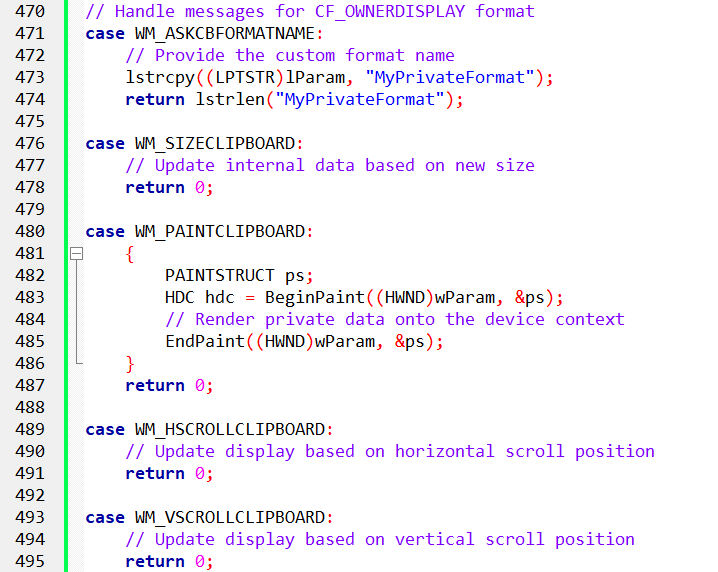 470 // Handle messages for CF_OWNERDISPLAY format
471 case WM_ASKCBFORMATNAME:
472     // Provide the custom format name
473     lstrcpy((LPTSTR)lParam, "MyPrivateFormat");
474     return lstrlen("MyPrivateFormat");
475
476 case WM_SIZECLIPBOARD:
477     // Update internal data based on new size
478     return 0;
479
480 case WM_PAINTCLIPBOARD:
481     {
482         PAINTSTRUCT ps;
483         HDC hdc = BeginPaint((HWND)wParam, &ps);
484         // Render private data onto the device context
485         EndPaint((HWND)wParam, &ps);
486     }
487     return 0;
488
489 case WM_HSCROLLCLIPBOARD:
490     // Update display based on horizontal scroll position
491     return 0;
492
493 case WM_VSCROLLCLIPBOARD:
494     // Update display based on vertical scroll position
495     return 0;